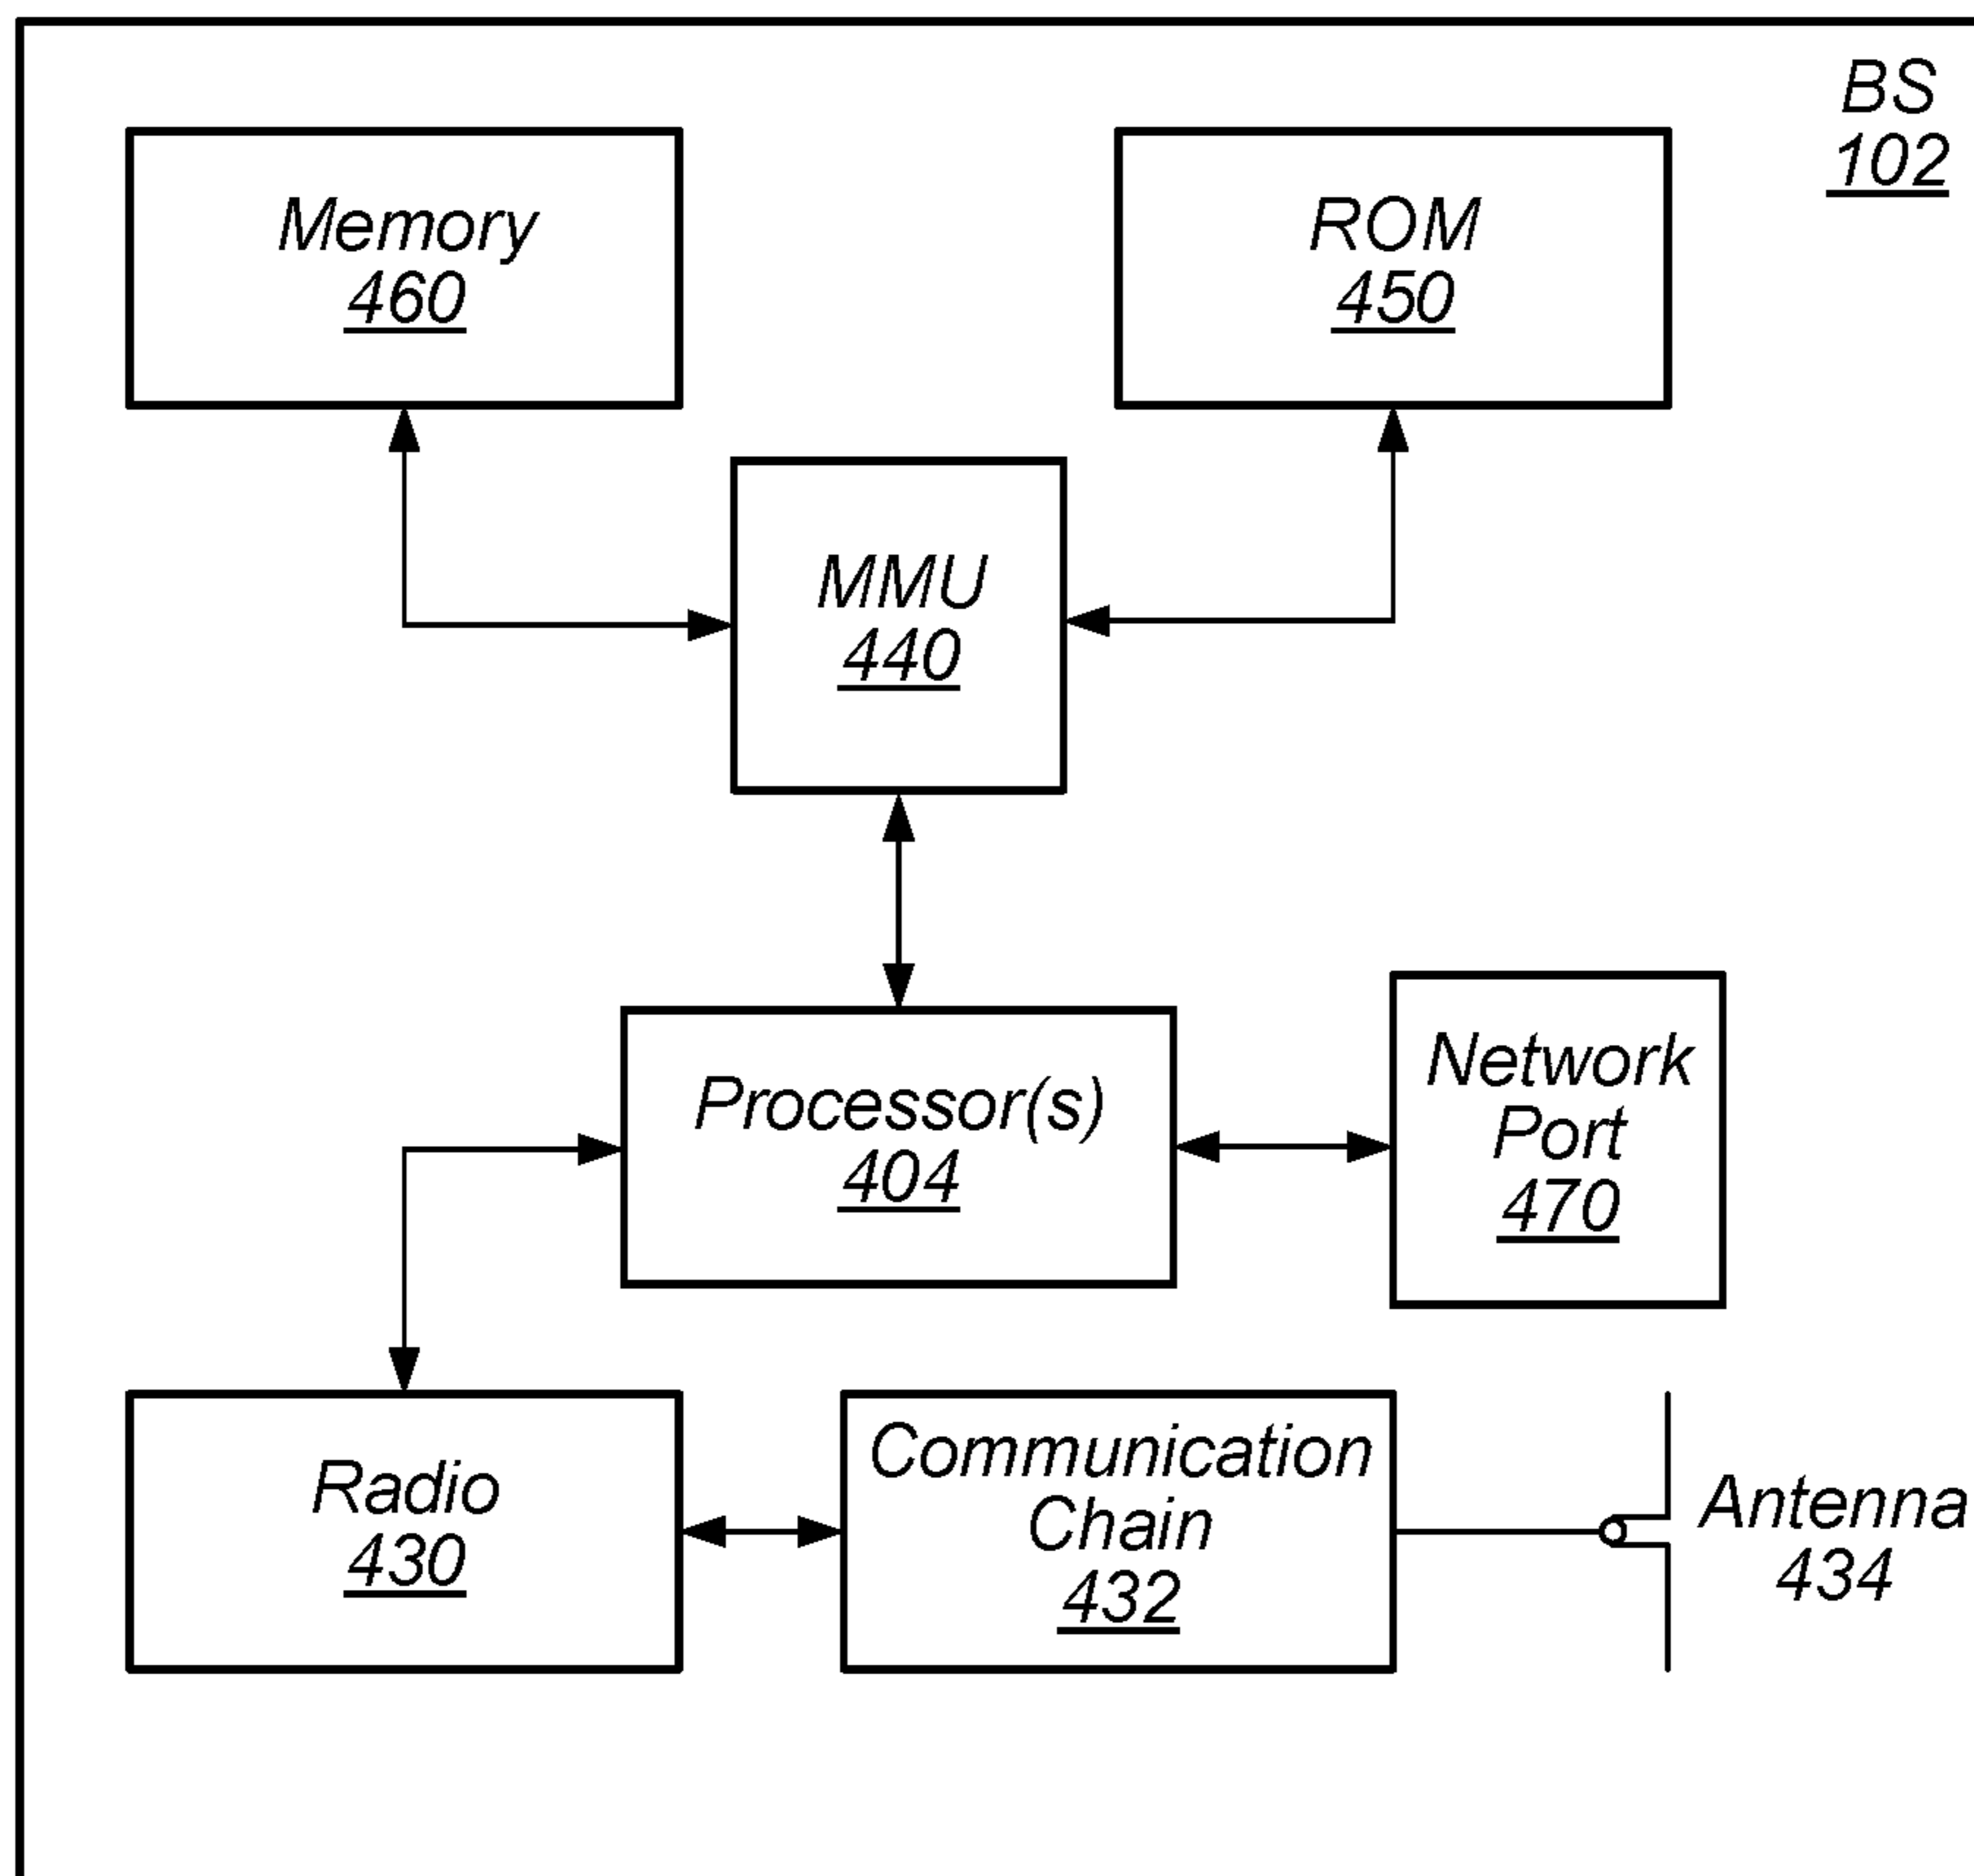 BS
102
Memory
460
ROM
450
MMU
440
Processor(s)
404
Network
Port
470
Radio
430
Communication
Chain
432
Antenna
434